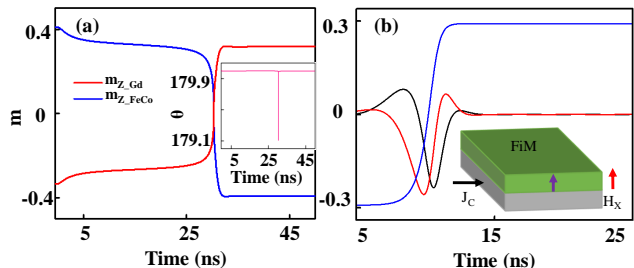 (a)
0.4
0
-0.4
m
m_Z_Gd
m_Z_FeCo
179.9
θ
179.1
5 25 45
Time (ns)
5 25 45
Time (ns)
(b)
0.3
0
-0.3
FiM
J_C
H_X
5 15 25
Time (ns)